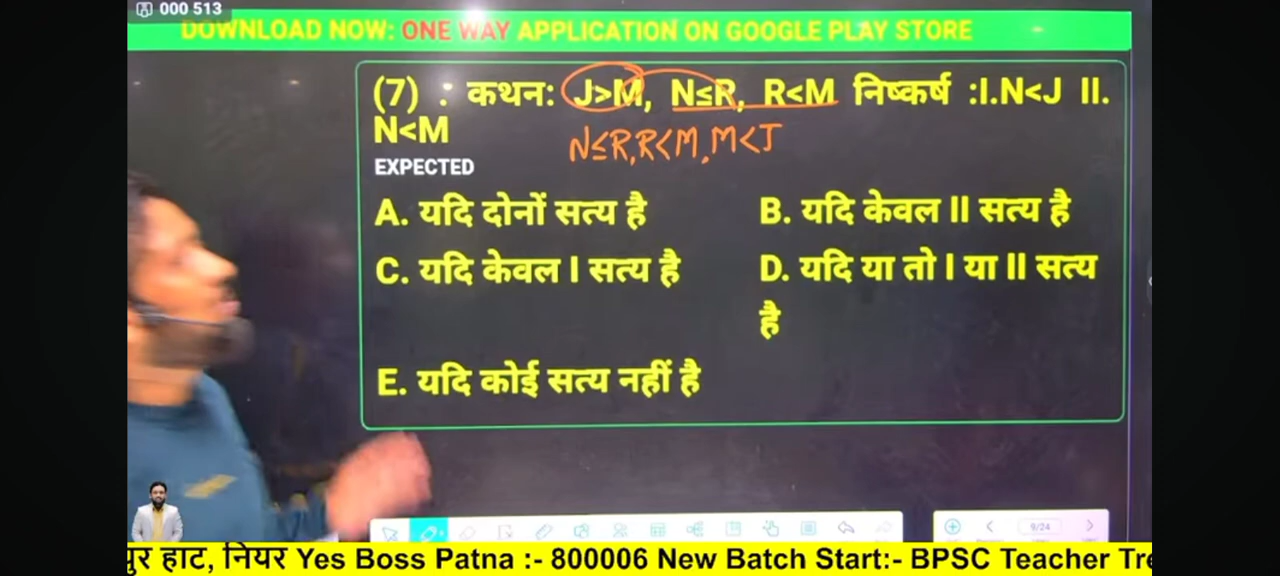 000 513
DOWNLOAD NOW: ONE WAY APPLICATION ON GOOGLE PLAY STORE
(7) : कथन: J>M, N≤R, R<M निष्कर्ष :I.N<J II.
N<M
N≤R,R<M,M<J
EXPECTED
A. यदि दोनों सत्य है
B. यदि केवल II सत्य है
C. यदि केवल I सत्य है
D. यदि या तो I या II सत्य
है
E. यदि कोई सत्य नहीं है
9/24
हाट, नियर Yes Boss Patna :- 800006 New Batch Start:- BPSC Teacher